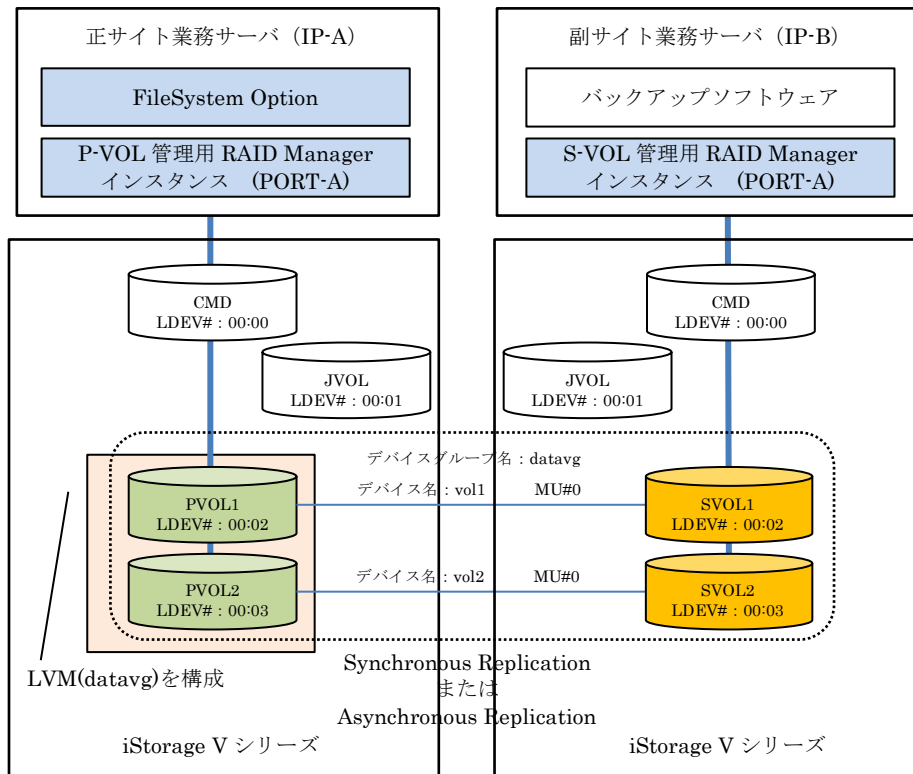 正サイト業務サーバ（IP-A）
FileSystem Option
P-VOL 管理用 RAID Manager
インスタンス　(PORT-A)
副サイト業務サーバ（IP-B）
バックアップソフトウェア
S-VOL 管理用 RAID Manager
インスタンス　(PORT-A)
CMD
LDEV#：00:00
JVOL
LDEV#：00:01
CMD
LDEV#：00:00
JVOL
LDEV#：00:01
デバイスグループ名：datavg
PVOL1
LDEV#：00:02
デバイス名：vol1　MU#0
SVOL1
LDEV#：00:02
PVOL2
LDEV#：00:03
デバイス名：vol2　MU#0
SVOL2
LDEV#：00:03
LVM(datavg)を構成
Synchronous Replication
または
Asynchronous Replication
iStorage V シリーズ
iStorage V シリーズ